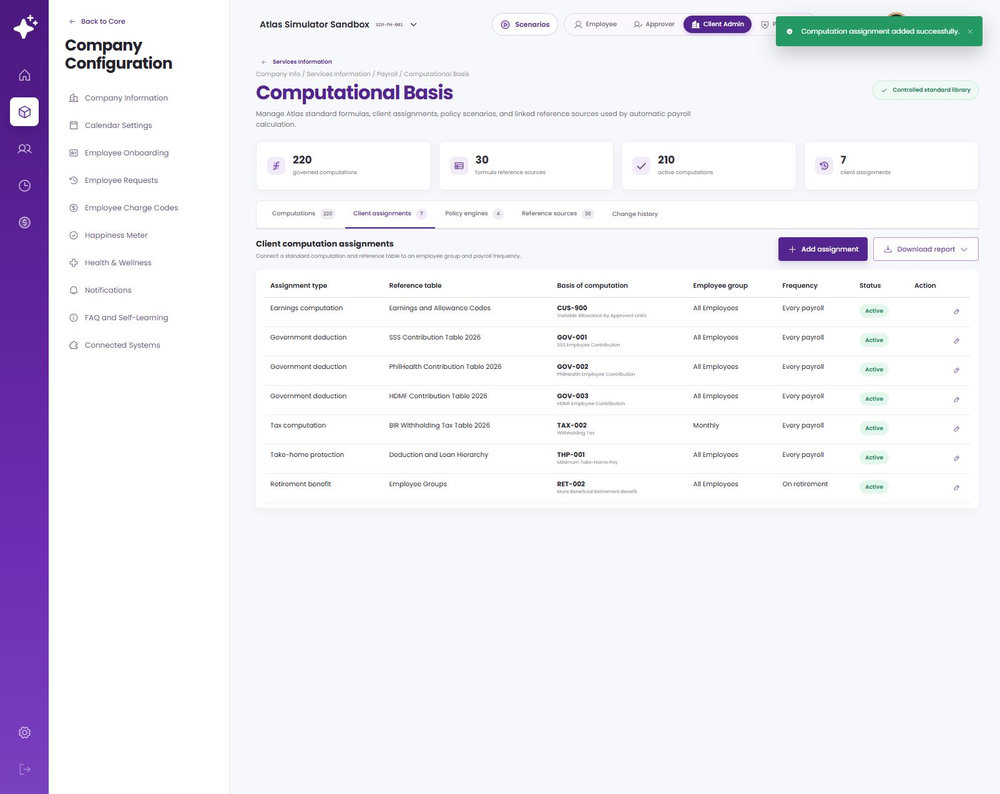 Back to Core
Company
Configuration
Company Information
Calendar Settings
Employee Onboarding
Employee Requests
Employee Charge Codes
Happiness Meter
Health & Wellness
Notifications
FAQ and Self-Learning
Connected Systems
Atlas Simulator Sandbox SIM-PH-001
Scenarios
Employee
Approver
Client Admin
P
Computation assignment added successfully.
Services Information
Company Info / Services Information / Payroll / Computational Basis
Computational Basis
Controlled standard library
Manage Atlas standard formulas, client assignments, policy scenarios, and linked reference sources used by automatic payroll
calculation.
220
governed computations
30
formula reference sources
210
active computations
7
client assignments
Computations 220
Client assignments 7
Policy engines 4
Reference sources 30
Change history
Client computation assignments
Connect a standard computation and reference table to an employee group and payroll frequency.
Add assignment
Download report
Assignment type Reference table Basis of computation Employee group Frequency Status Action
Earnings computation Earnings and Allowance Codes CUS-900 All Employees Every payroll Active
Variable Allowance by Approved Units
Government deduction SSS Contribution Table 2026 GOV-001 All Employees Every payroll Active
SSS Employee Contribution
Government deduction PhilHealth Contribution Table 2026 GOV-002 All Employees Every payroll Active
PhilHealth Employee Contribution
Government deduction HDMF Contribution Table 2026 GOV-003 All Employees Every payroll Active
HDMF Employee Contribution
Tax computation BIR Withholding Tax Table 2026 TAX-002 Monthly Every payroll Active
Withholding Tax
Take-home protection Deduction and Loan Hierarchy THP-001 All Employees Every payroll Active
Minimum Take-Home Pay
Retirement benefit Employee Groups RET-002 All Employees On retirement Active
More Beneficial Retirement Benefit